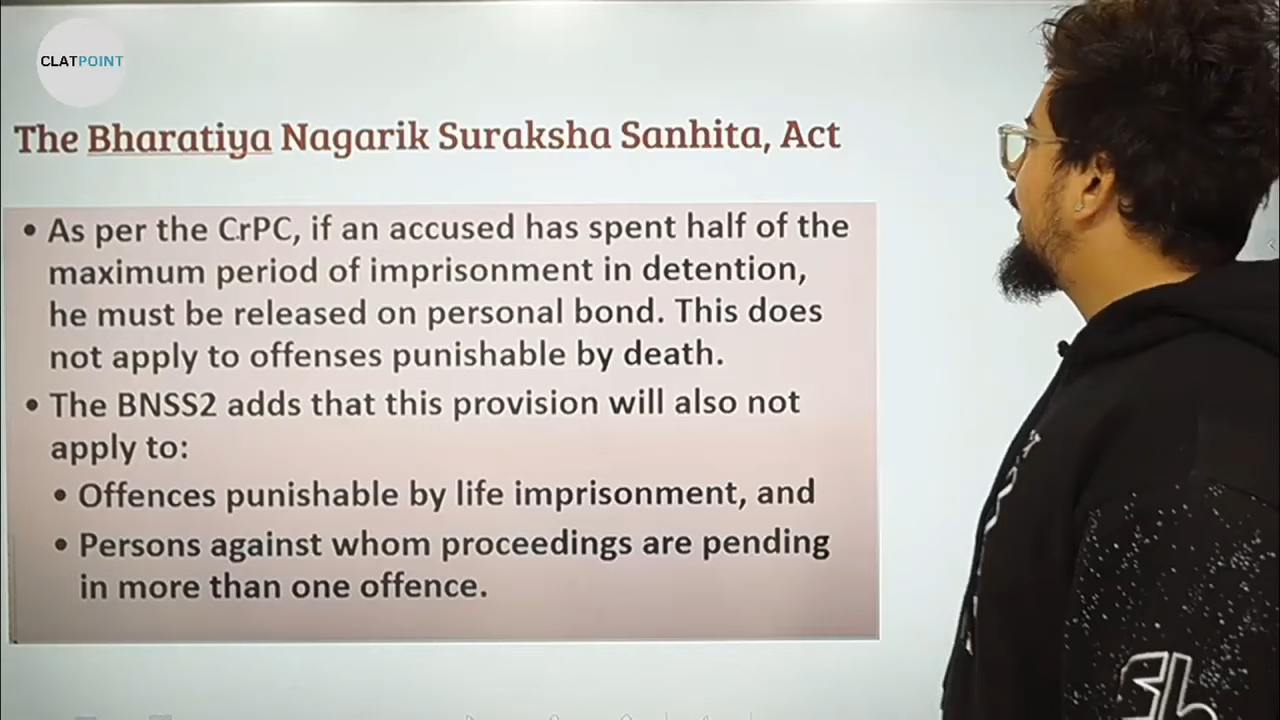 CLATPOINT
The Bharatiya Nagarik Suraksha Sanhita, Act
• As per the CrPC, if an accused has spent half of the
maximum period of imprisonment in detention,
he must be released on personal bond. This does
not apply to offenses punishable by death.
• The BNSS2 adds that this provision will also not
apply to:
• Offences punishable by life imprisonment, and
• Persons against whom proceedings are pending
in more than one offence.